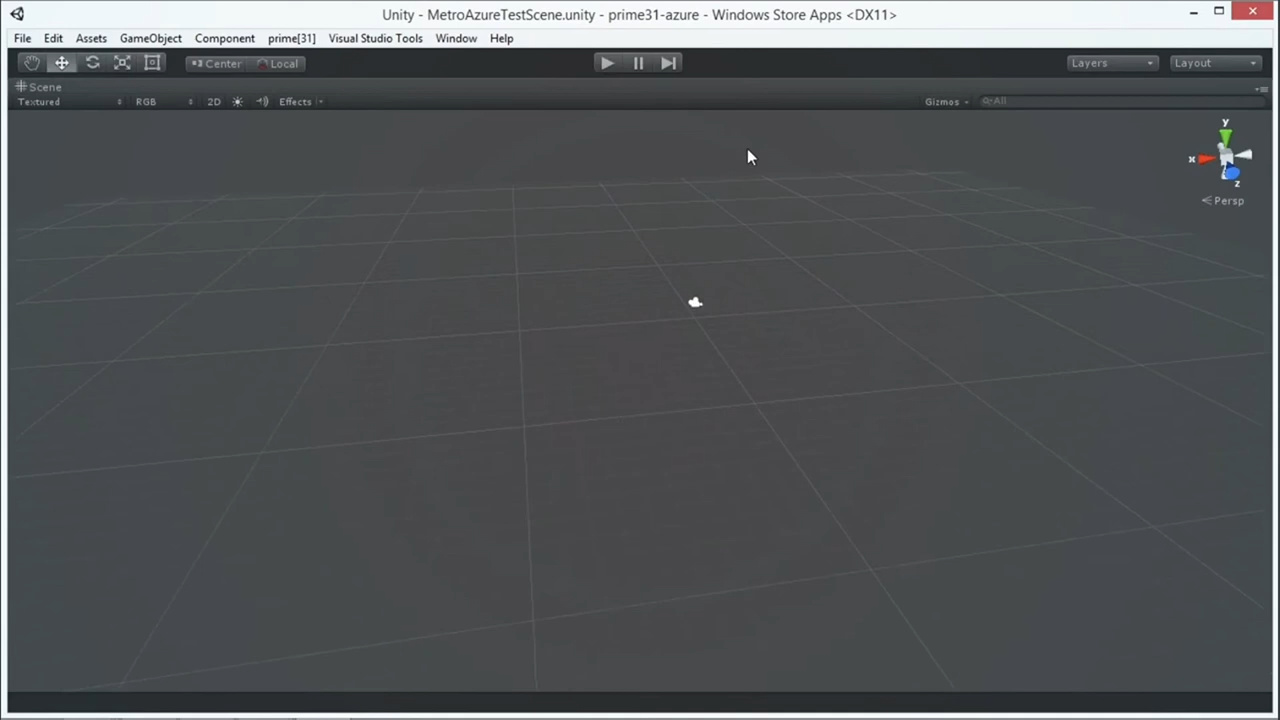 Unity - MetroAzureTestScene.unity - prime31-azure - Windows Store Apps <DX11>
File Edit Assets GameObject Component prime[31] Visual Studio Tools Window Help
Center Local Layers Layout
Scene
Textured RGB 2D Effects Gizmos All
y
x
z
Persp